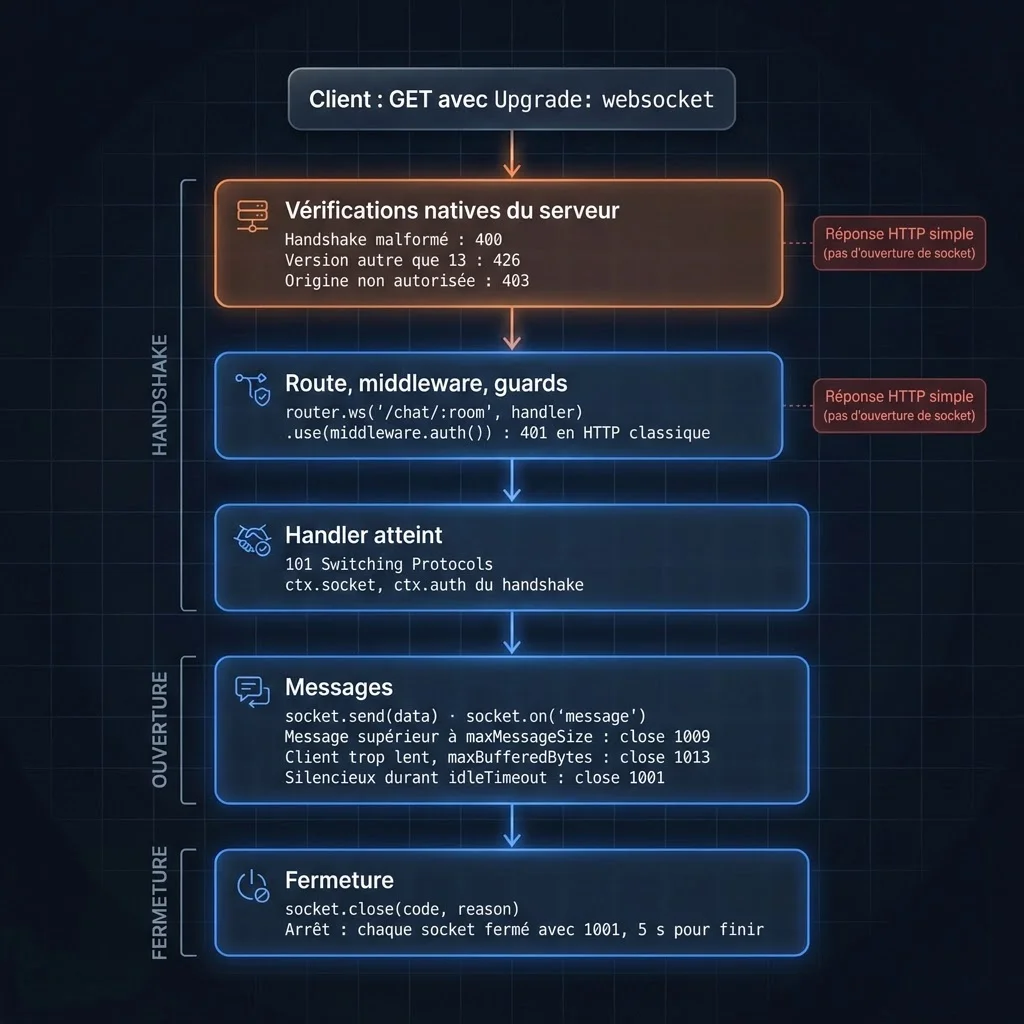 Client : GET avec Upgrade: websocket
HANDSHAKE
Vérifications natives du serveur
Handshake malformé : 400
Version autre que 13 : 426
Origine non autorisée : 403
Réponse HTTP simple
(pas d'ouverture de socket)
Route, middleware, guards
router.ws(‘/chat/:room’, handler)
.use(middleware.auth()) : 401 en HTTP classique
Réponse HTTP simple
(pas d'ouverture de socket)
Handler atteint
101 Switching Protocols
ctx.socket, ctx.auth du handshake
OUVERTURE
Messages
socket.send(data) · socket.on(‘message’)
Message supérieur à maxMessageSize : close 1009
Client trop lent, maxBufferedBytes : close 1013
Silencieux durant idleTimeout : close 1001
FERMETURE
Fermeture
socket.close(code, reason)
Arrêt : chaque socket fermé avec 1001, 5 s pour finir